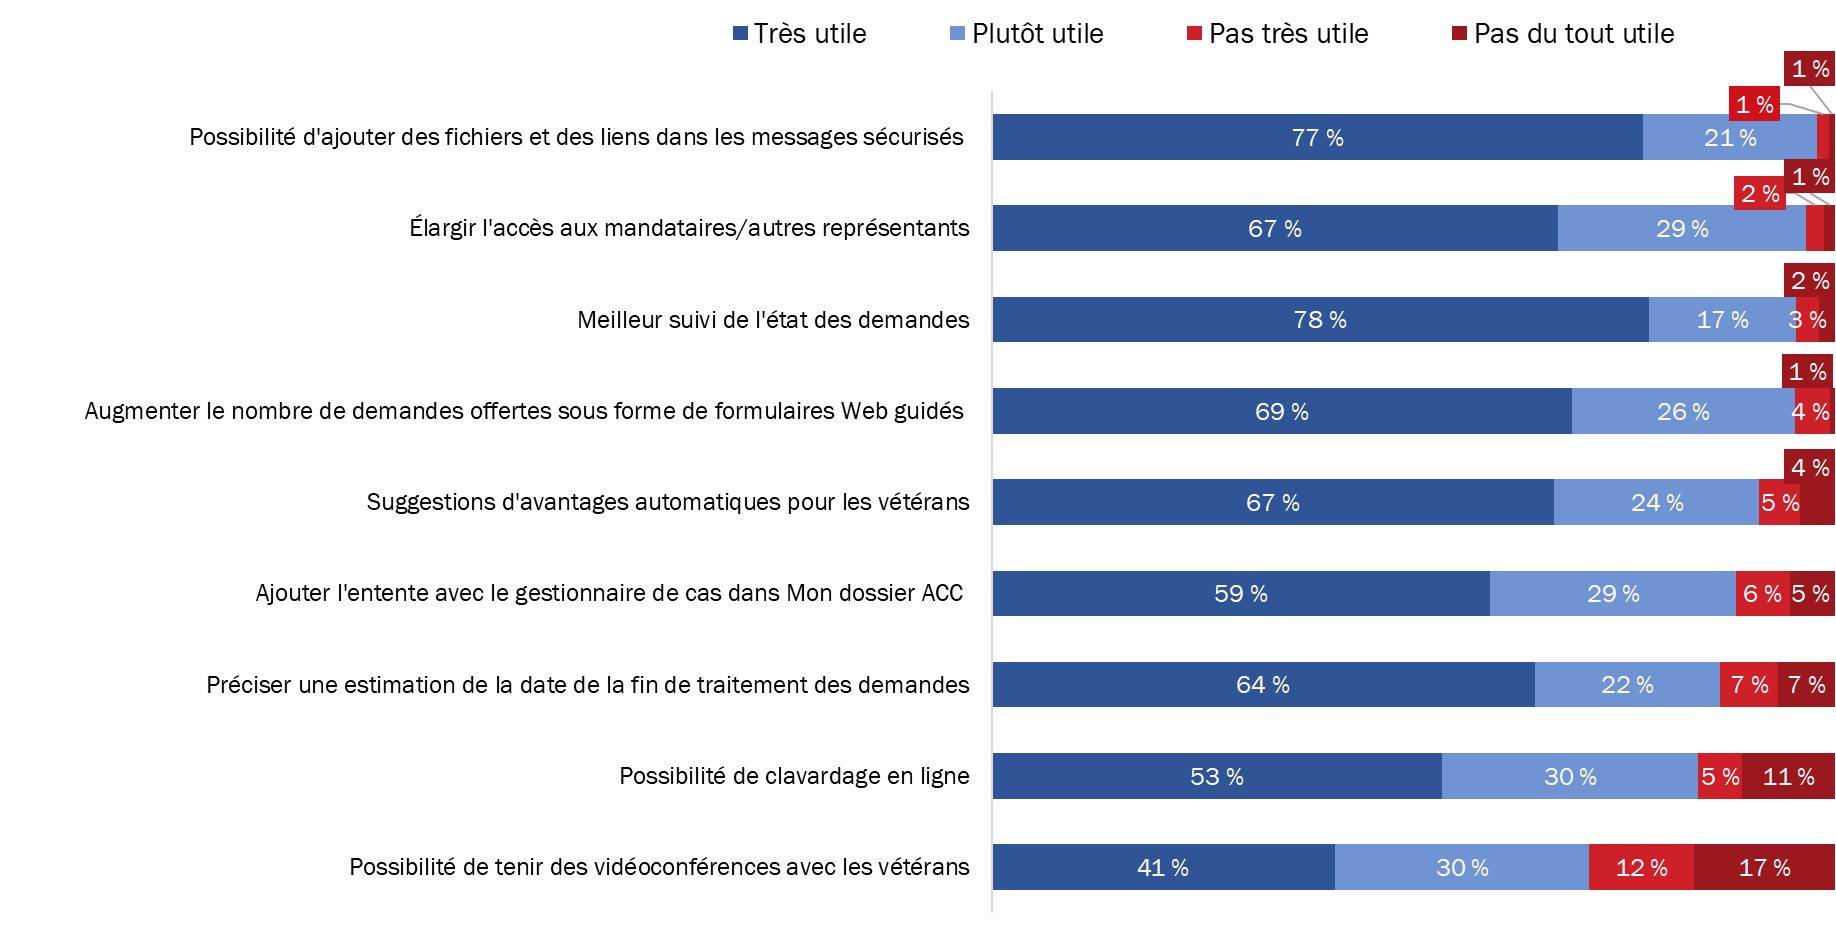 Très utile Plutôt utile Pas très utile Pas du tout utile
1 %
1 %
Possibilité d'ajouter des fichiers et des liens dans les messages sécurisés 77 % 21 %
1 %
2 %
Élargir l'accès aux mandataires/autres représentants 67 % 29 %
2 %
Meilleur suivi de l'état des demandes 78 % 17 % 3 %
1 %
Augmenter le nombre de demandes offertes sous forme de formulaires Web guidés 69 % 26 % 4 %
4 %
Suggestions d'avantages automatiques pour les vétérans 67 % 24 % 5 %
Ajouter l'entente avec le gestionnaire de cas dans Mon dossier ACC 59 % 29 % 6 % 5 %
Préciser une estimation de la date de la fin de traitement des demandes 64 % 22 % 7 % 7 %
Possibilité de clavardage en ligne 53 % 30 % 5 % 11 %
Possibilité de tenir des vidéoconférences avec les vétérans 41 % 30 % 12 % 17 %